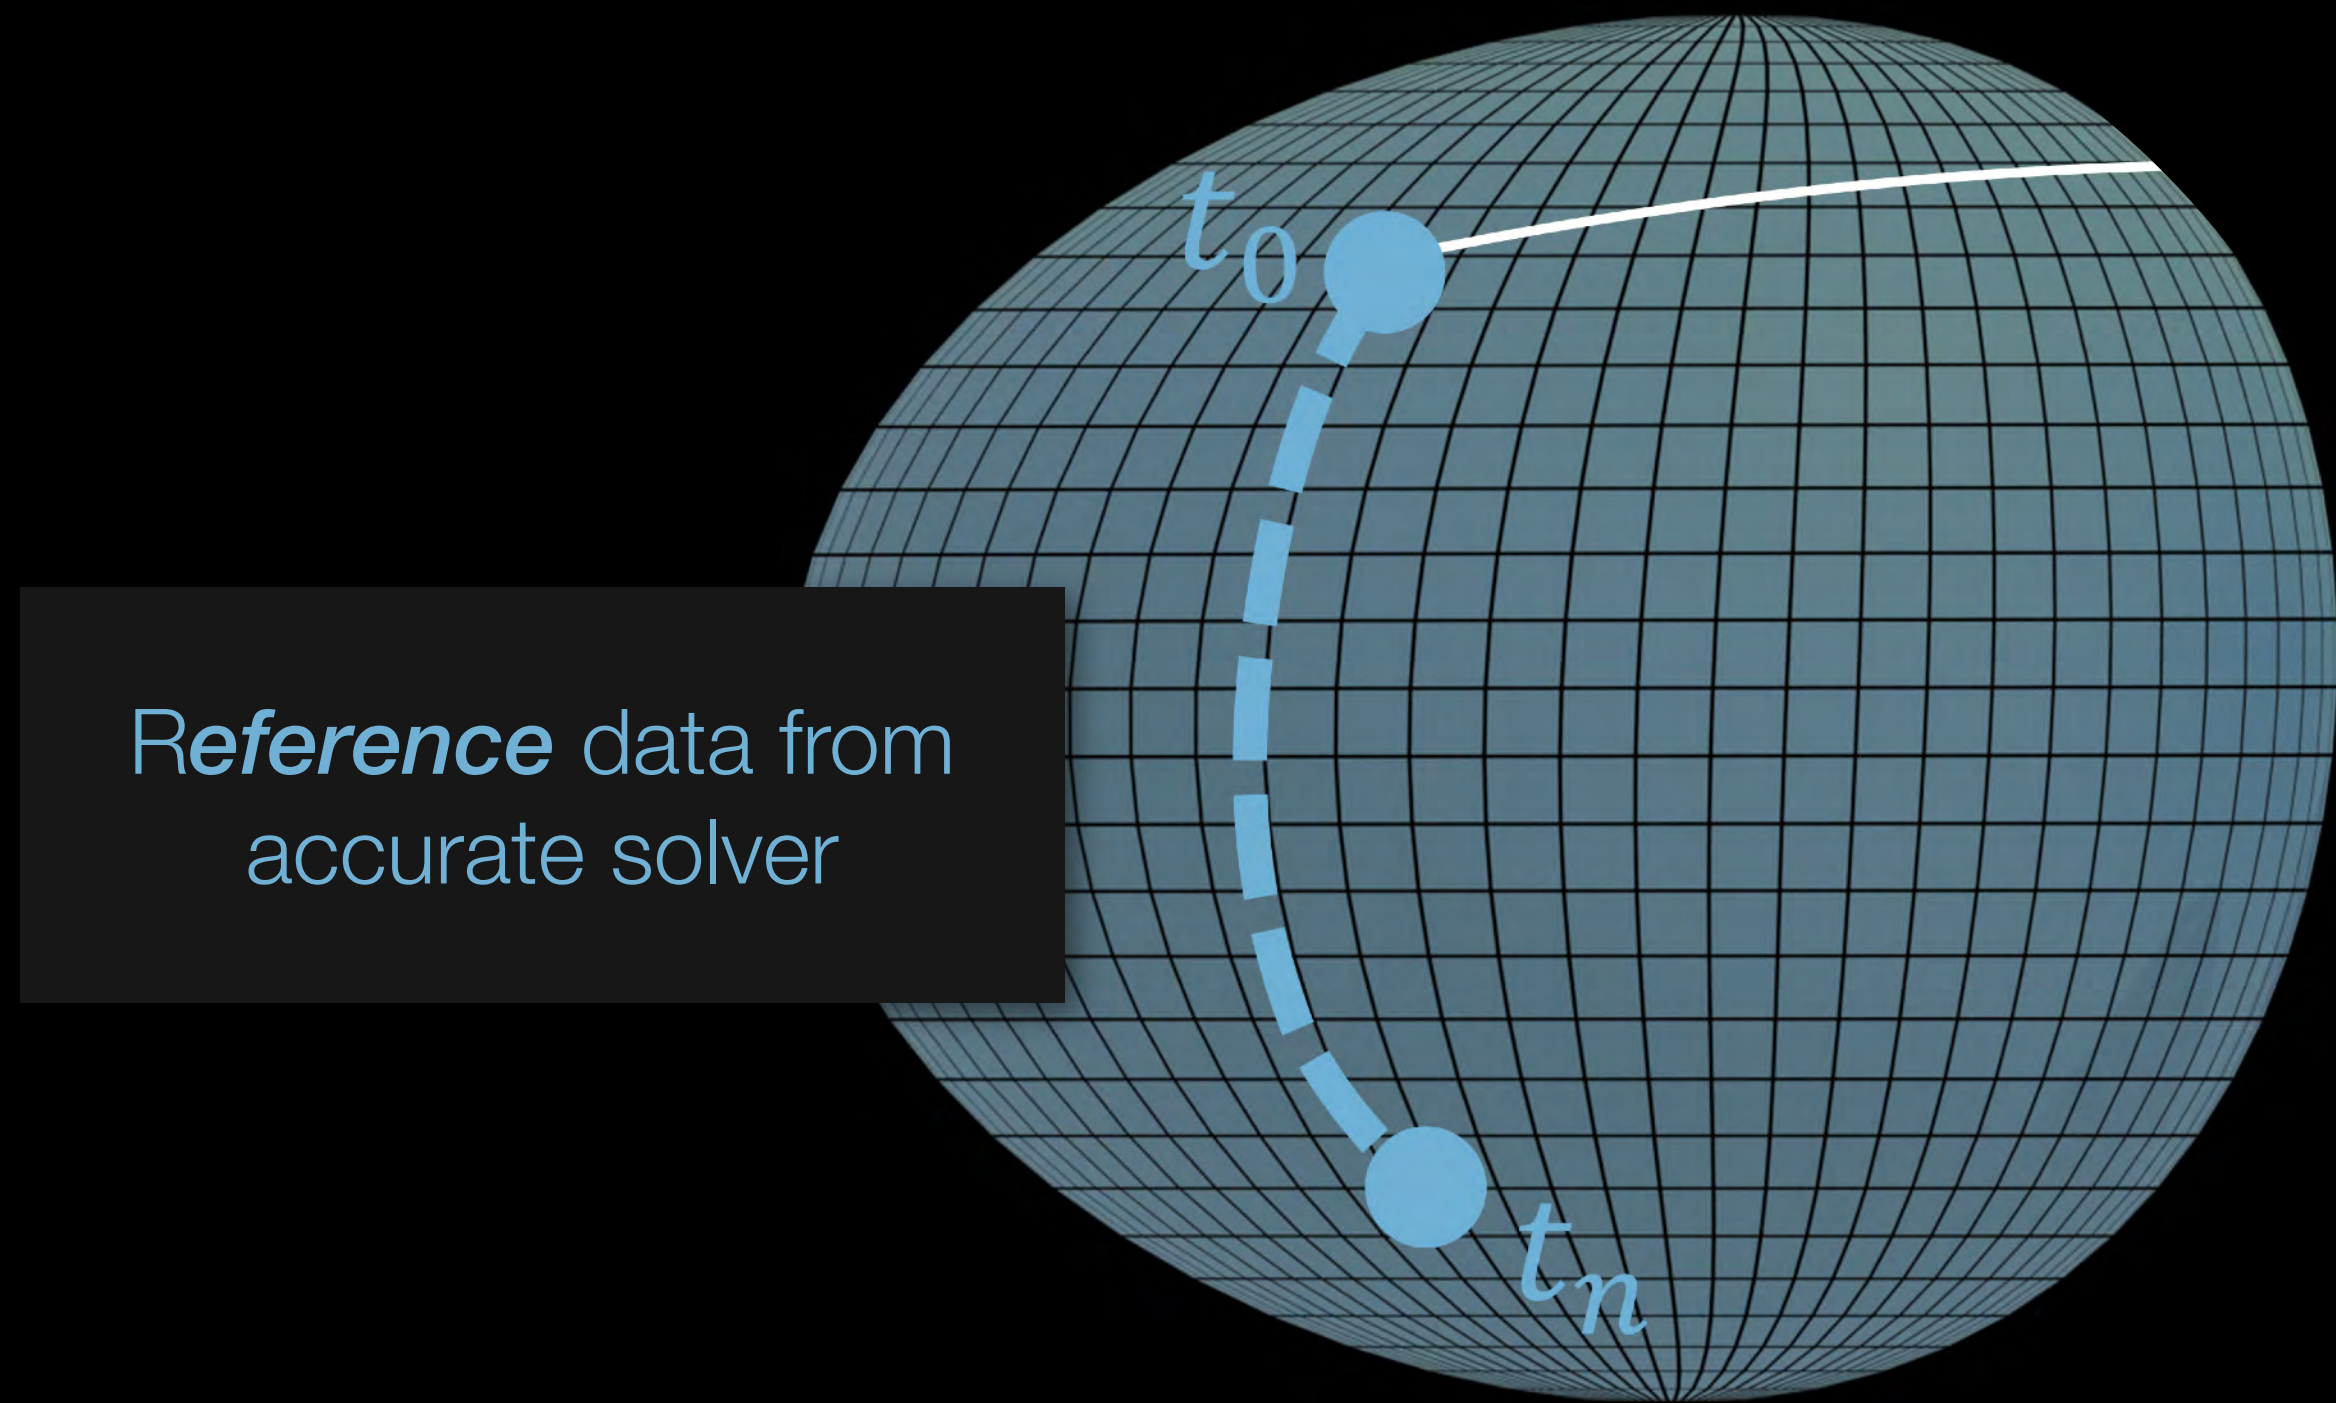 t₀
Reference data from
accurate solver
tₙ